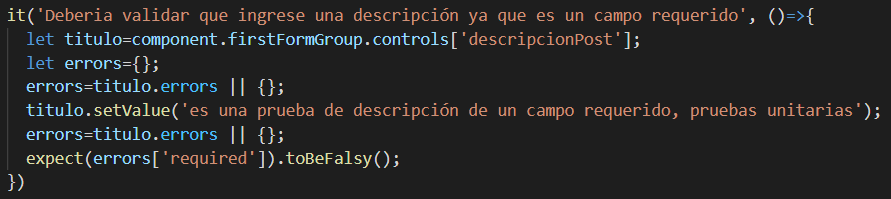 it('Deberia validar que ingrese una descripción ya que es un campo requerido', ()=>{
let titulo=component.firstFormGroup.controls['descripcionPost'];
let errors={};
errors=titulo.errors || {};
titulo.setValue('es una prueba de descripción de un campo requerido, pruebas unitarias');
errors=titulo.errors || {};
expect(errors['required']).toBeFalsy();
})